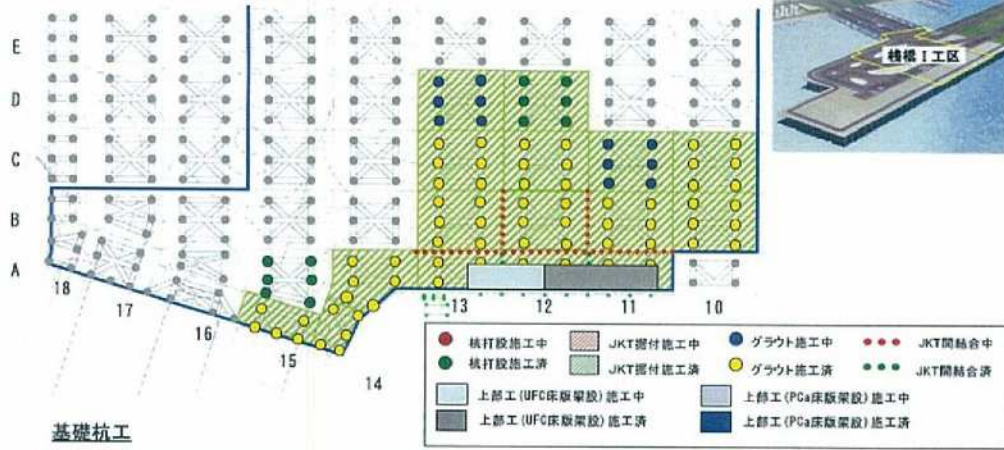 E
D
C
B
A
18
17
16
15
14
13
12
11
10
桟橋Ⅰ工区
杭打設施工中
JKT据付施工中
グラウト施工中
JKT間結合中
杭打設施工済
JKT据付施工済
グラウト施工済
JKT間結合済
上部工(UFC床版架設)施工中
上部工(PCa床版架設)施工中
上部工(UFC床版架設)施工済
上部工(PCa床版架設)施工済
基礎杭工